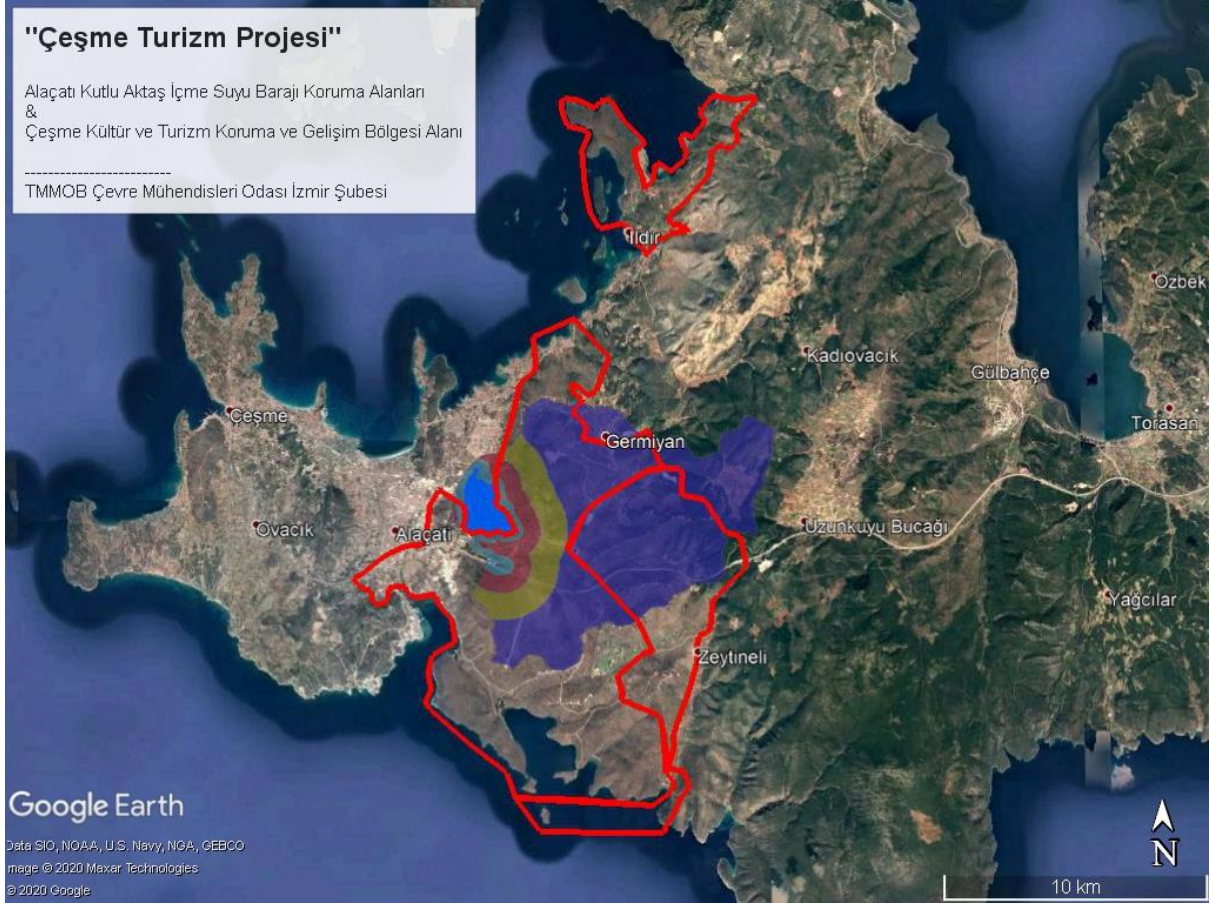 "Çeşme Turizm Projesi"
Alaçatı Kutlu Aktaş İçme Suyu Barajı Koruma Alanları
&
Çeşme Kültür ve Turizm Koruma ve Gelişim Bölgesi Alanı
--------------------------
TMMOB Çevre Mühendisleri Odası İzmir Şubesi
Ildır
Özbek
Kadıovacık
Gülbahçe
Torasan
Çeşme
Germiyan
Ovacık
Alaçatı
Uzunkuyu Bucağı
Yağcılar
Zeytineli
Google Earth
Data SIO, NOAA, U.S. Navy, NGA, GEBCO
Image © 2020 Maxar Technologies
© 2020 Google
N
10 km